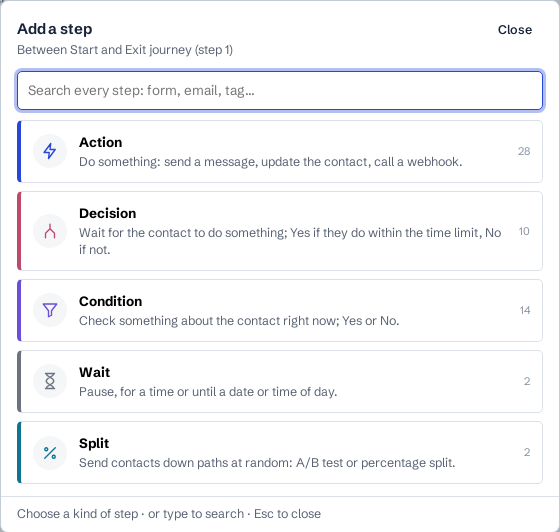 Add a step
Close
Between Start and Exit journey (step 1)
Search every step: form, email, tag...
Action
Do something: send a message, update the contact, call a webhook.
28
Decision
Wait for the contact to do something; Yes if they do within the time limit, No
if not.
10
Condition
Check something about the contact right now; Yes or No.
14
Wait
Pause, for a time or until a date or time of day.
2
Split
Send contacts down paths at random: A/B test or percentage split.
2
Choose a kind of step · or type to search · Esc to close